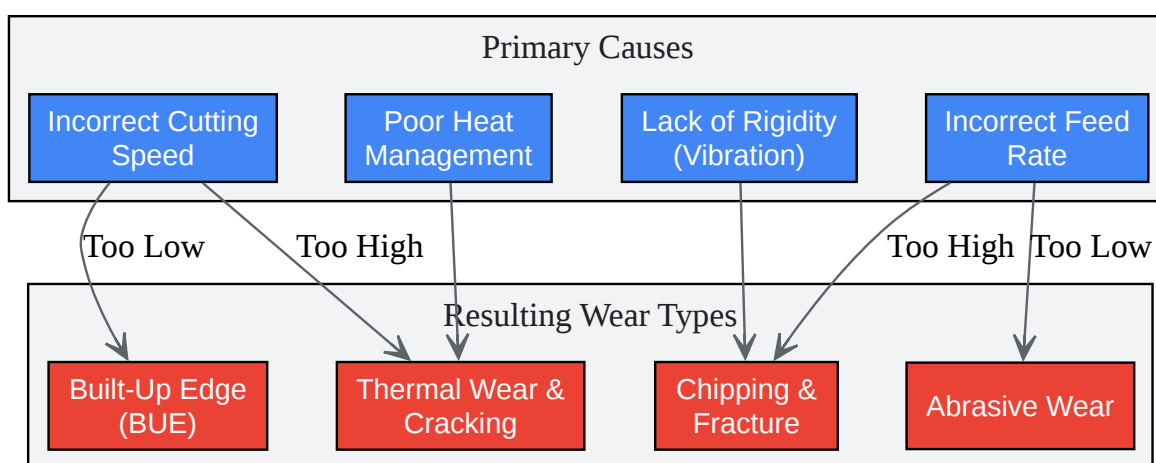 Primary Causes
Incorrect Cutting
Speed
Poor Heat
Management
Lack of Rigidity
(Vibration)
Incorrect Feed
Rate
Too Low
Too High
Too High
Too Low
Resulting Wear Types
Built-Up Edge
(BUE)
Thermal Wear &
Cracking
Chipping &
Fracture
Abrasive Wear